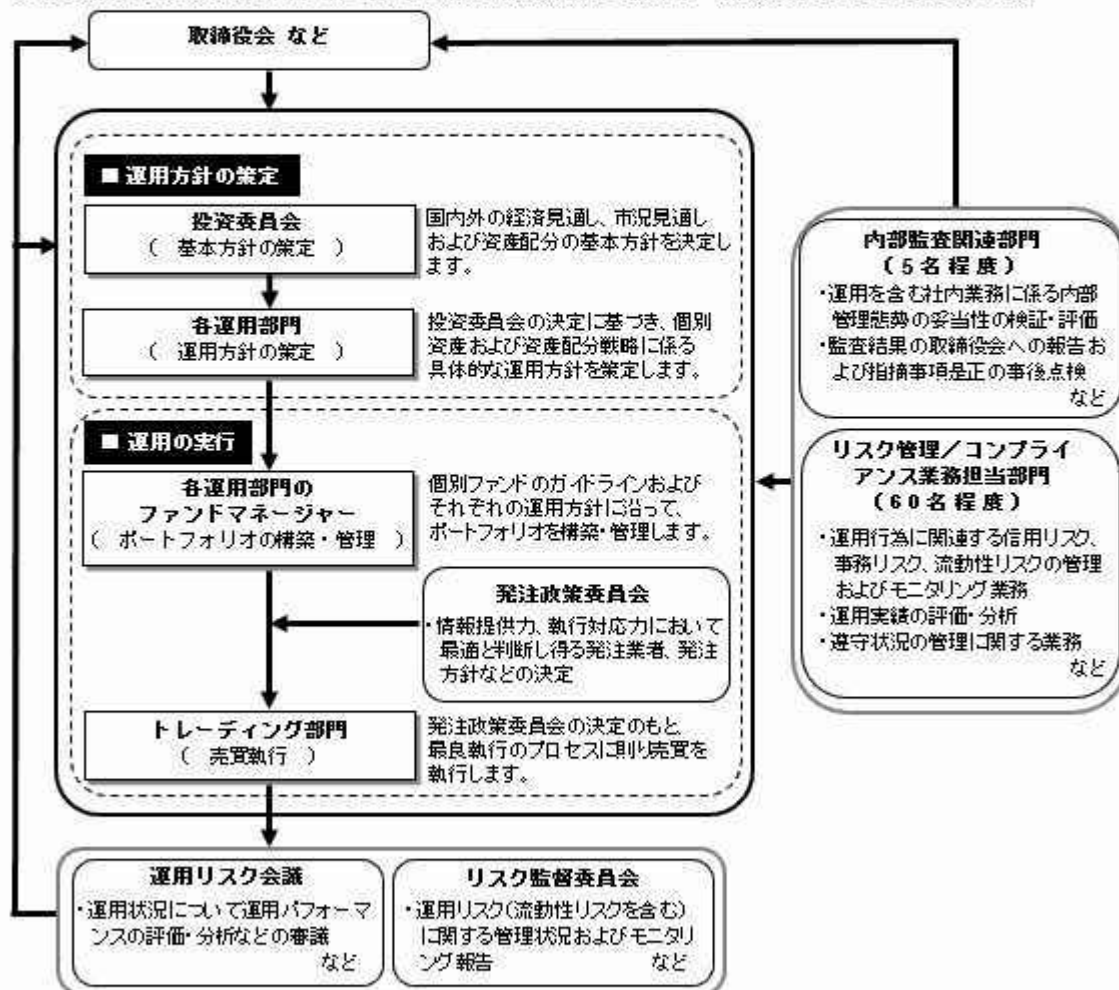 取締役会 など
■ 運用方針の策定
投資委員会
( 基本方針の策定 )
国内外の経済見通し、市況見通し
および資産配分の基本方針を決定し
ます。
各運用部門
( 運用方針の策定 )
投資委員会の決定に基づき、個別
資産および資産配分戦略に係る
具体的な運用方針を策定します。
■ 運用の実行
各運用部門の
ファンドマネージャー
( ポートフォリオの構築・管理 )
個別ファンドのガイドラインおよび
それぞれの運用方針に沿って、
ポートフォリオを構築・管理します。
発注政策委員会
・情報提供力、執行対応力において
最適と判断し得る発注業者、発注
方針などの決定
トレーディング部門
( 売買執行 )
発注政策委員会の決定のもと、
最良執行のプロセスに則り売買を
執行します。
内部監査関連部門
(5名程度)
・運用を含む社内業務に係る内部
管理態勢の妥当性の検証・評価
・監査結果の取締役会への報告お
よび指摘事項是正の事後点検
など
リスク管理/コンプライ
アンス業務担当部門
(60名程度)
・運用行為に関連する信用リスク、
事務リスク、流動性リスクの管理
およびモニタリング業務
・運用実績の評価・分析
・遵守状況の管理に関する業務
など
運用リスク会議
・運用状況について運用パフォーマ
ンスの評価・分析などの審議
など
リスク監督委員会
・運用リスク(流動性リスクを含む)
に関する管理状況およびモニタリ
ング報告 など